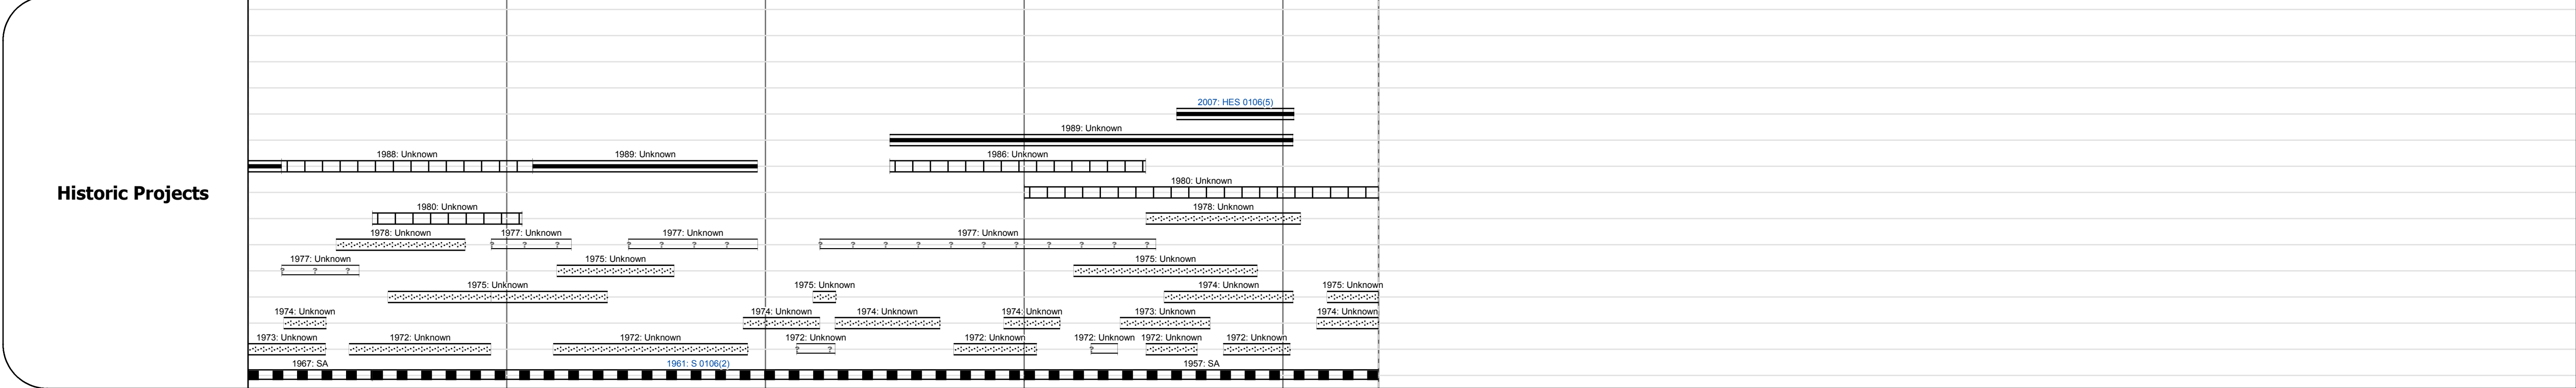 2007: HES 0106(5)
1989: Unknown
1988: Unknown
1989: Unknown
1986: Unknown
1980: Unknown
Historic Projects
1980: Unknown
1978: Unknown
1978: Unknown
1977: Unknown
1977: Unknown
1977: Unknown
1977: Unknown
1975: Unknown
1975: Unknown
1975: Unknown
1975: Unknown
1974: Unknown
1975: Unknown
1974: Unknown
1974: Unknown
1974: Unknown
1974: Unknown
1973: Unknown
1974: Unknown
1973: Unknown
1972: Unknown
1972: Unknown
1972: Unknown
1972: Unknown
1972: Unknown
1972: Unknown
1972: Unknown
1967: SA
1961: S 0106(2)
1957: SA